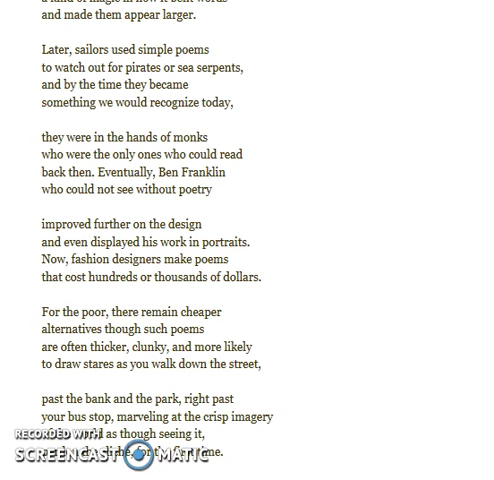 and made them appear larger.
Later, sailors used simple poems
to watch out for pirates or sea serpents,
and by the time they became
something we would recognize today,
they were in the hands of monks
who were the only ones who could read
back then. Eventually, Ben Franklin
who could not see without poetry
improved further on the design
and even displayed his work in portraits.
Now, fashion designers make poems
that cost hundreds or thousands of dollars.
For the poor, there remain cheaper
alternatives though such poems
are often thicker, clunky, and more likely
to draw stares as you walk down the street,
past the bank and the park, right past
your bus stop, marveling at the crisp imagery
as though seeing it,
time.
RECORDED WITH
SCREENCAST MATIC